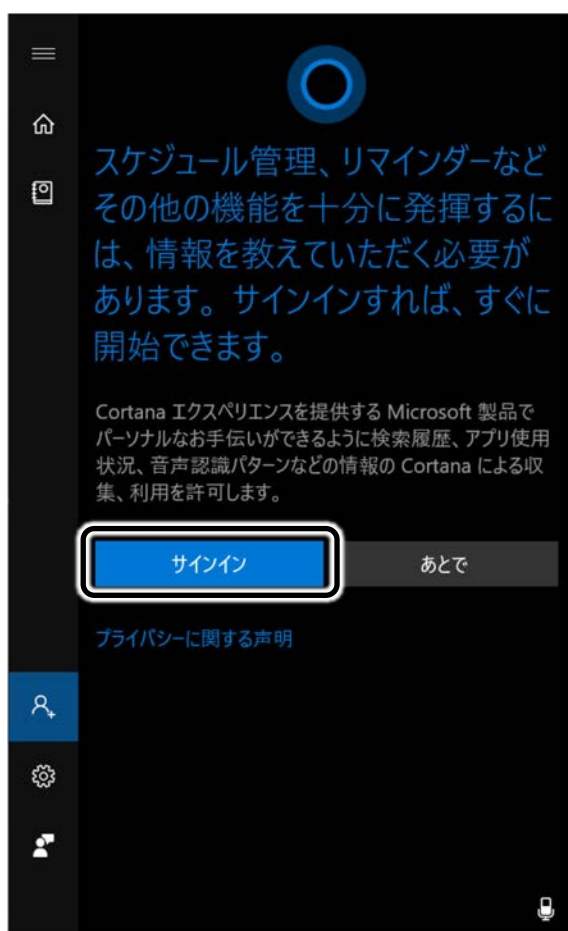 スケジュール管理、リマインダーなど
その他の機能を十分に発揮するに
は、情報を教えていただく必要が
あります。サインインすれば、すぐに
開始できます。
Cortana エクスペリエンスを提供する Microsoft 製品で
パーソナルなお手伝いができるように検索履歴、アプリ使用
状況、音声認識パターンなどの情報の Cortana による収
集、利用を許可します。
サインイン
あとで
プライバシーに関する声明